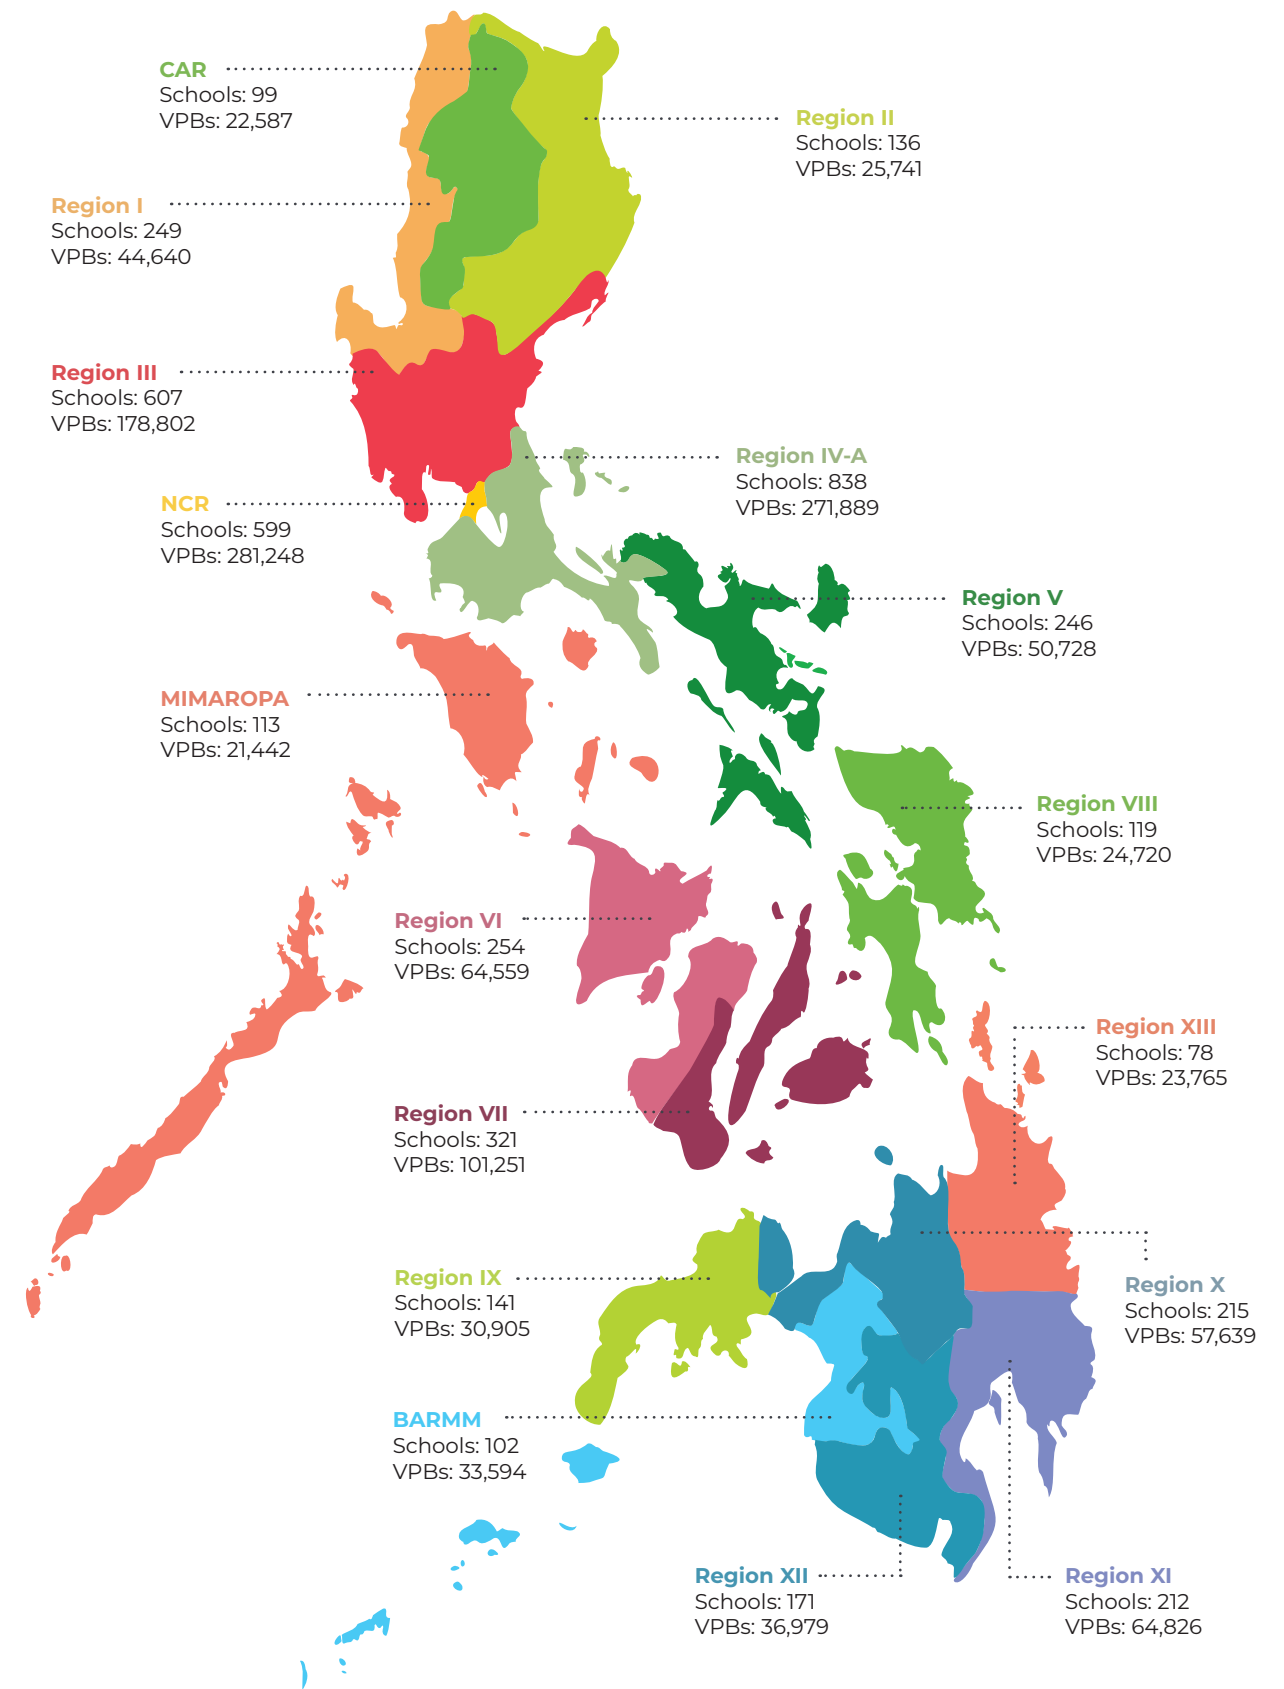 CAR
Schools: 99
VPBs: 22,587
Region II
Schools: 136
VPBs: 25,741
Region I
Schools: 249
VPBs: 44,640
Region III
Schools: 607
VPBs: 178,802
Region IV-A
Schools: 838
VPBs: 271,889
NCR
Schools: 599
VPBs: 281,248
Region V
Schools: 246
VPBs: 50,728
MIMAROPA
Schools: 113
VPBs: 21,442
Region VIII
Schools: 119
VPBs: 24,720
Region VI
Schools: 254
VPBs: 64,559
Region XIII
Schools: 78
VPBs: 23,765
Region VII
Schools: 321
VPBs: 101,251
Region IX
Schools: 141
VPBs: 30,905
Region X
Schools: 215
VPBs: 57,639
BARMM
Schools: 102
VPBs: 33,594
Region XII
Schools: 171
VPBs: 36,979
Region XI
Schools: 212
VPBs: 64,826